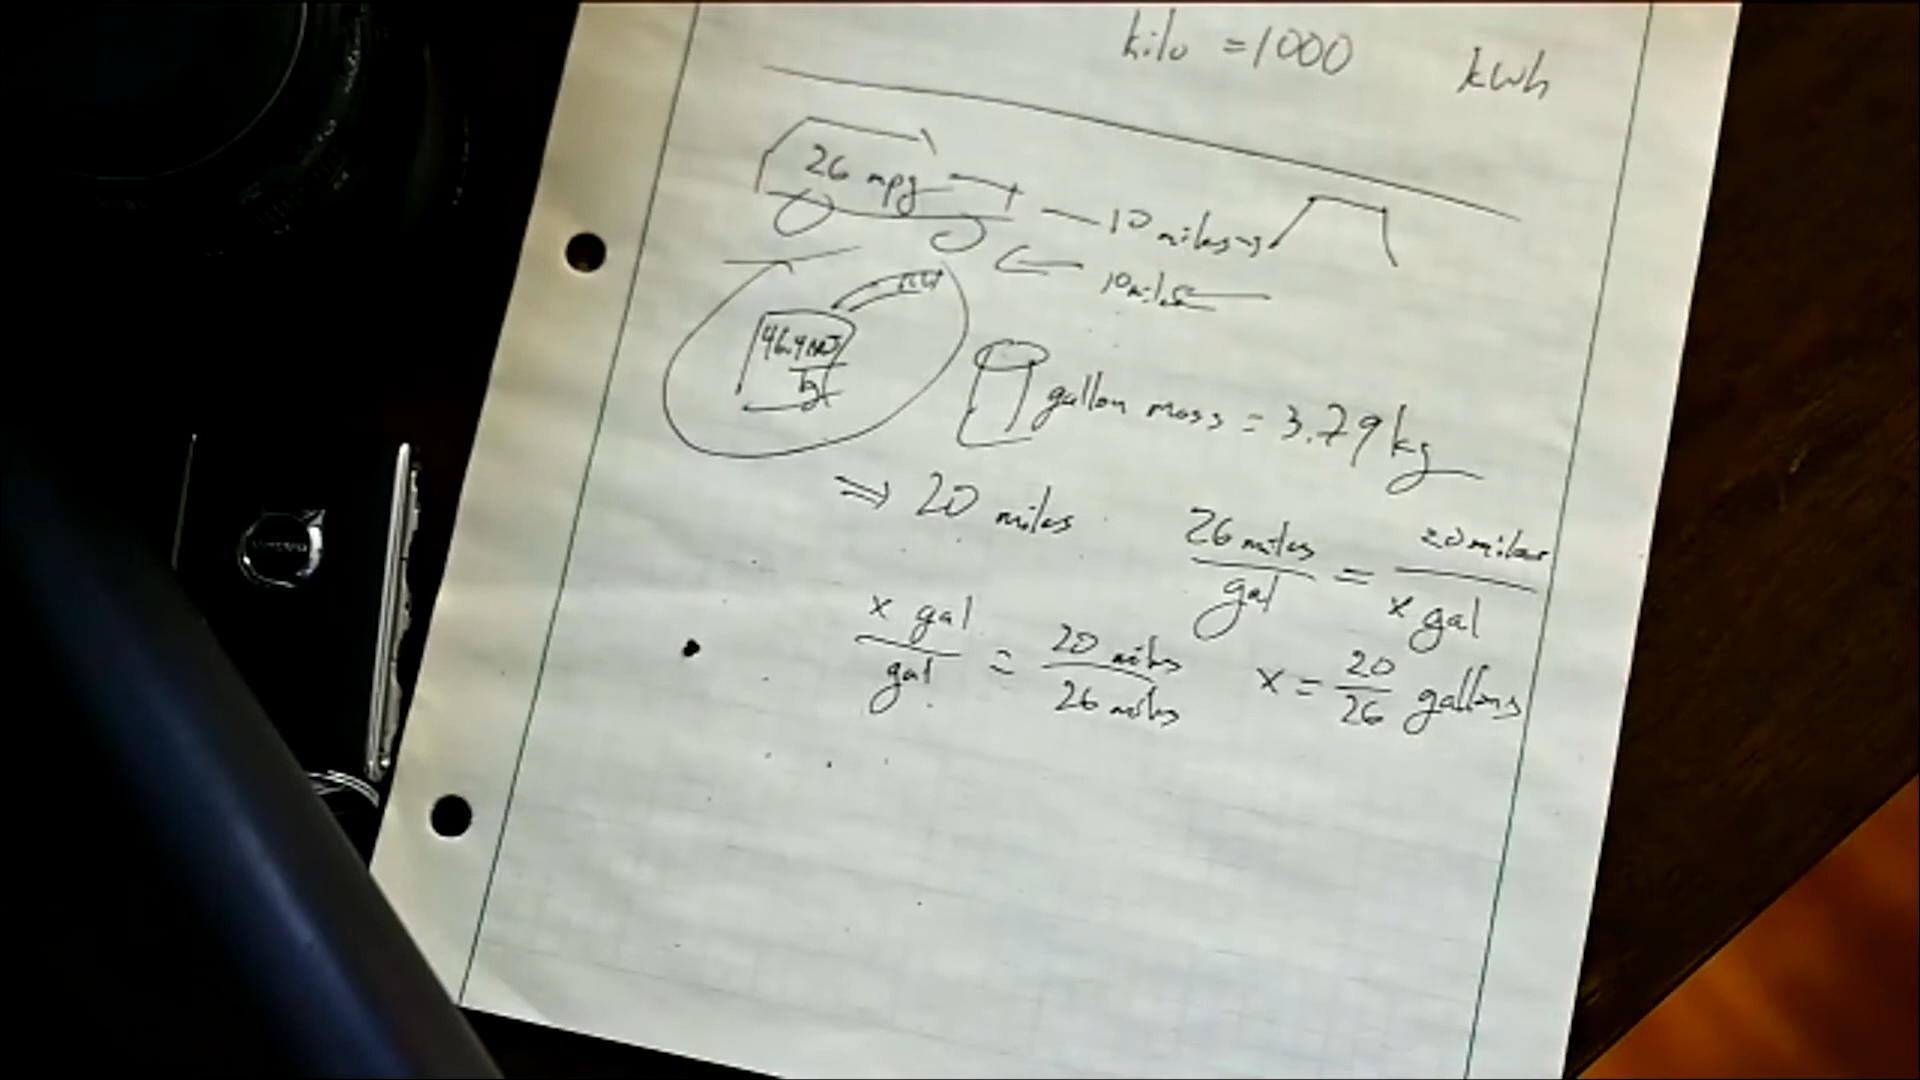 kilo = 1000 kwh
26 mpg
10 miles
10 miles
46.4 MJ
kg
gallon mass = 3.79 kg
⇒ 20 miles
26 miles / gal = 20 miles / x gal
x gal / gal = 20 miles / 26 miles
x = 20 / 26 gallons